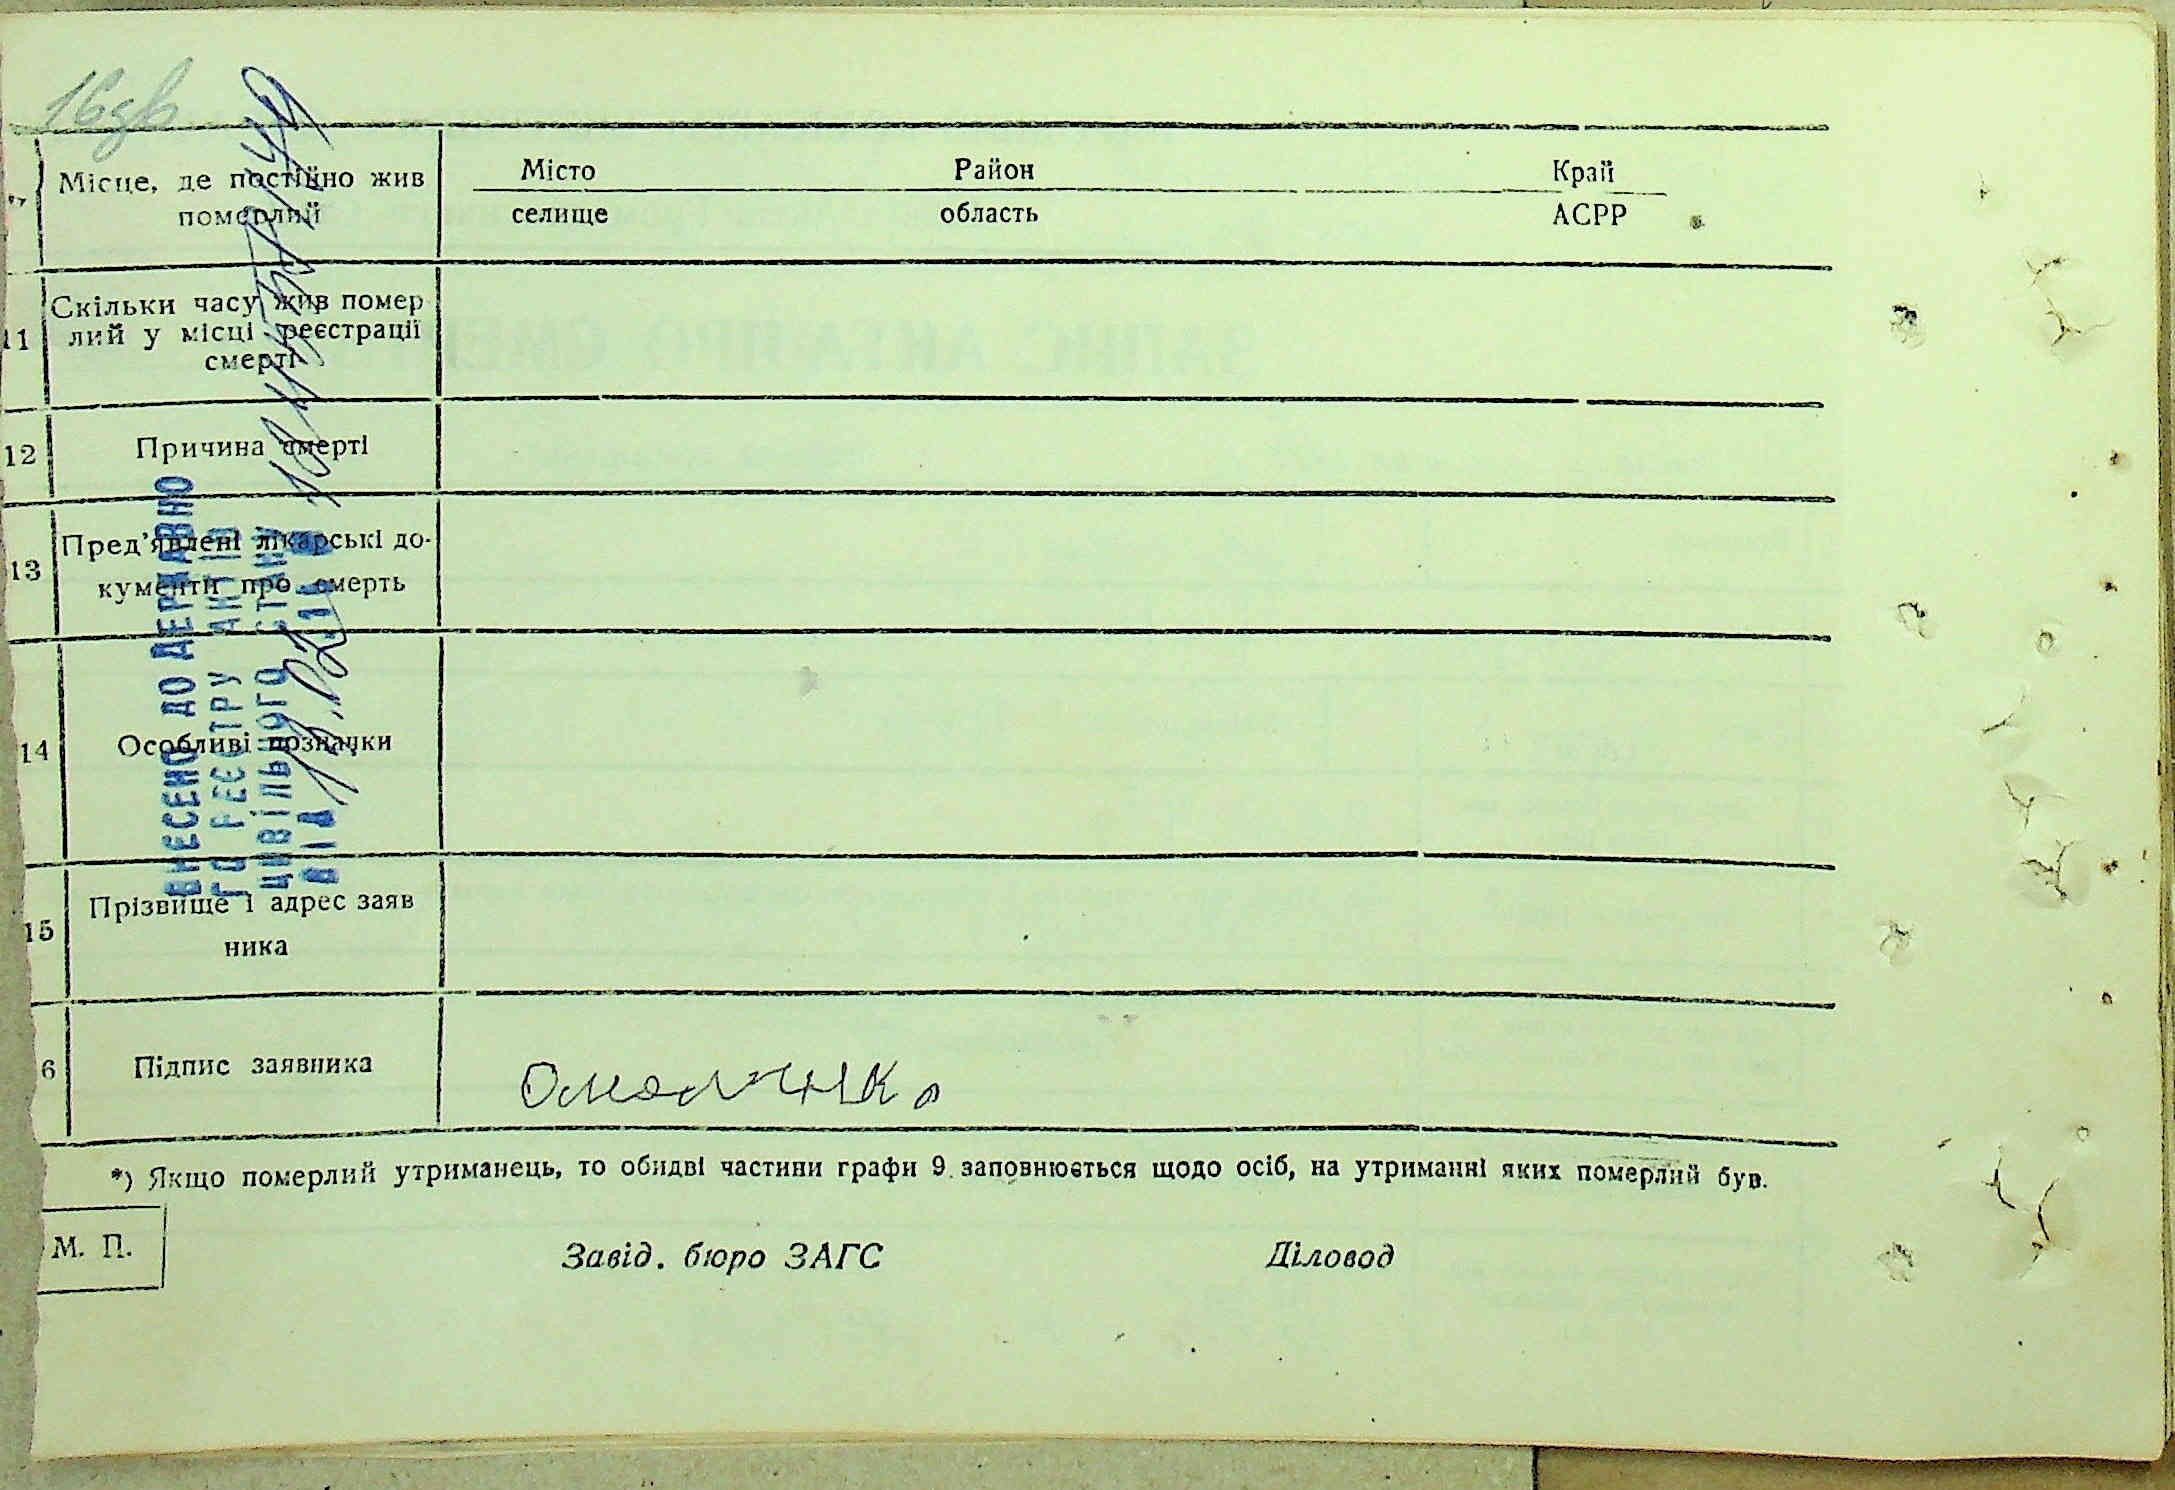 16зв
Місце, де постійно жив
померлий
Місто Район Край
селище область АСРР
11
Скільки часу жив помер
лий у місці реєстрації
смерті
12
Причина смерті
13
Пред'явлені лікарські до-
кументи про смерть
14
Особливі позначки
15
Прізвище і адрес заяв
ника
6
Підпис заявника
*) Якщо померлий утриманець, то обидві частини графи 9 заповнюється щодо осіб, на утриманні яких померлий був.
М. П.
Завід. бюро ЗАГС Діловод
ВНЕСЕНО ДО ДЕРЖАВНО
ГО РЕЄСТРУ АКТІВ
ЦИВІЛЬНОГО СТАНУ
ВІД